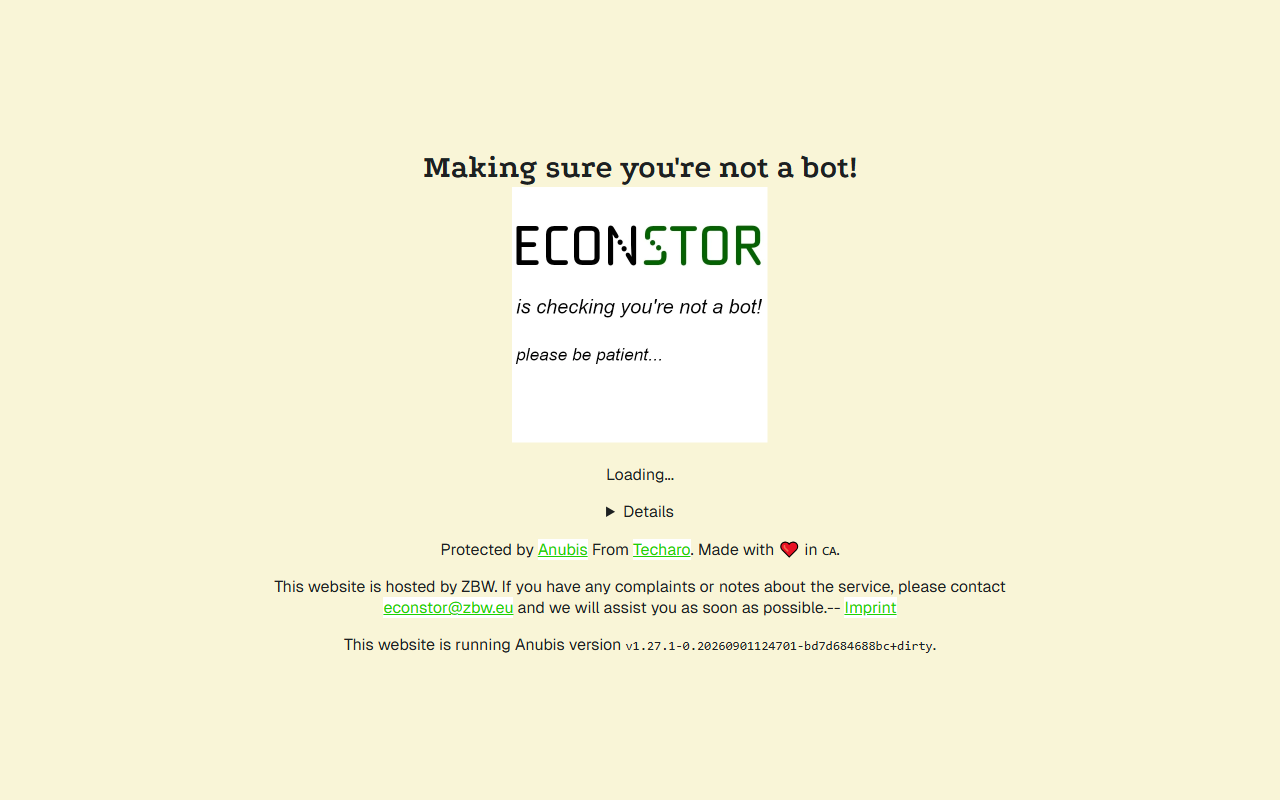 Making sure you're not a bot!
ECONSTOR
is checking you're not a bot!
please be patient...
Loading...
Details
Protected by Anubis From Techaro. Made with ❤️ in CA.
This website is hosted by ZBW. If you have any complaints or notes about the service, please contact
econstor@zbw.eu and we will assist you as soon as possible.-- Imprint
This website is running Anubis version v1.27.1-0.20260901124701-bd7d684688bc+dirty.